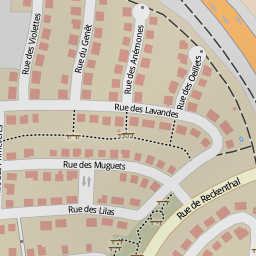 Rue des Violettes
Rue du Genêt
Rue des Anémones
Rue des Oeillets
Rue des Lavandes
Rue des Muguets
Rue des Lilas
Rue de Reckenthal